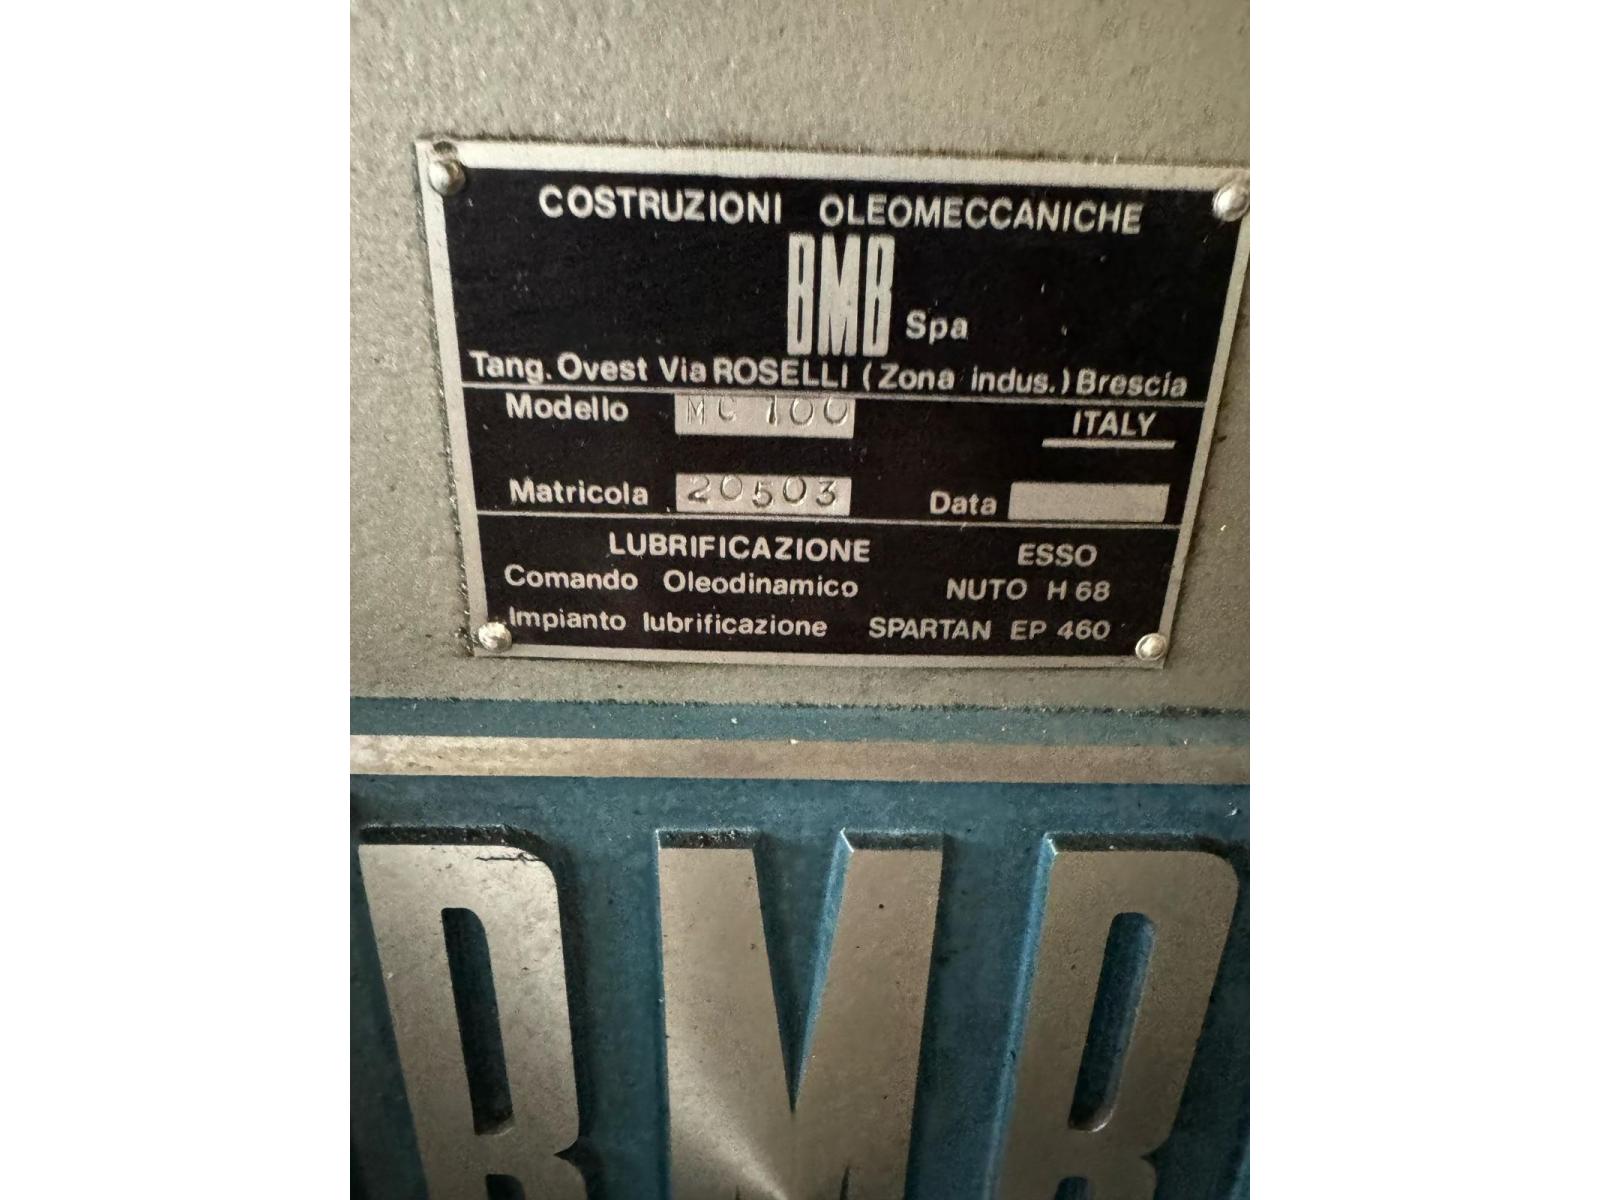 COSTRUZIONI OLEOMECCANICHE
BMB Spa
Tang. Ovest Via ROSELLI (Zona indus.) Brescia
Modello MC 100 ITALY
Matricola 20503 Data
LUBRIFICAZIONE ESSO
Comando Oleodinamico NUTO H 68
Impianto lubrificazione SPARTAN EP 460
BMB